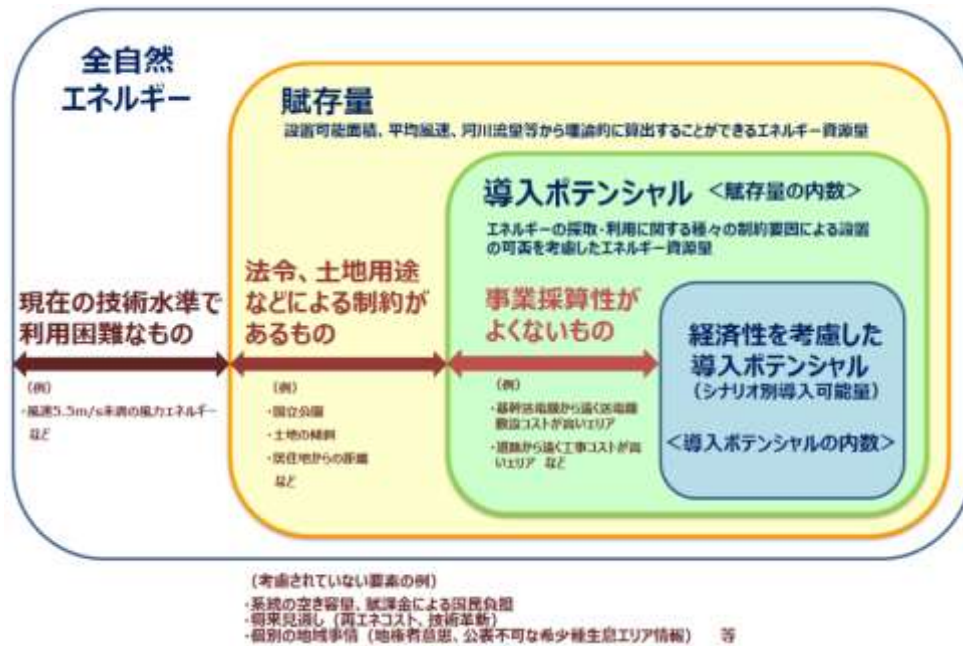 全自然
エネルギー
賦存量
設置可能面積、平均風速、河川流量等から理論的に算出することができるエネルギー資源量
導入ポテンシャル <賦存量の内数>
エネルギーの採取・利用に関する種々の制約要因による設置
の可否を考慮したエネルギー資源量
現在の技術水準で
利用困難なもの
(例)
・風速5.5m/s未満の風力エネルギー
など
法令、土地用途
などによる制約が
あるもの
(例)
・国立公園
・土地の傾斜
・居住地からの距離
など
事業採算性が
よくないもの
(例)
・基幹送電線から遠く送電線
敷設コストが高いエリア
・道路から遠く工事コストが高
いエリア など
経済性を考慮した
導入ポテンシャル
(シナリオ別導入可能量)
<導入ポテンシャルの内数>
(考慮されていない要素の例)
・系統の空き容量、賦課金による国民負担
・将来見通し(再エネコスト、技術革新)
・個別の地域事情(地権者意思、公表不可な希少種生息エリア情報) 等